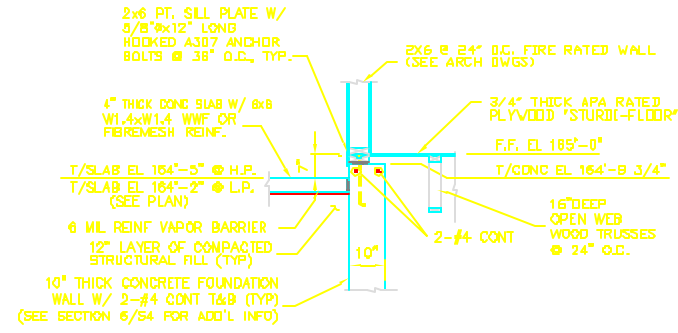 2x6 PT. SILL PLATE W/
5/8"øx12" LONG
HOOKED A307 ANCHOR
BOLTS @ 36" O.C., TYP.
2X6 @ 24" O.C. FIRE RATED WALL
(SEE ARCH DWGS)
4" THICK CONC SLAB W/ 6x6
W1.4xW1.4 WWF OR
FIBREMESH REINF.
3/4" THICK APA RATED
PLYWOOD "STURDI-FLOOR"
F.F. EL 165'-0"
7"
T/SLAB EL 164'-5" @ H.P.
T/SLAB EL 164'-2" @ L.P.
(SEE PLAN)
T/CONC EL 164'-9 3/4"
6 MIL REINF VAPOR BARRIER
12" LAYER OF COMPACTED
STRUCTURAL FILL (TYP)
16"DEEP
OPEN WEB
WOOD TRUSSES
@ 24" O.C.
2-#4 CONT
10"
10" THICK CONCRETE FOUNDATION
WALL W/ 2-#4 CONT T&B (TYP)
(SEE SECTION 6/S4 FOR ADD'L INFO)